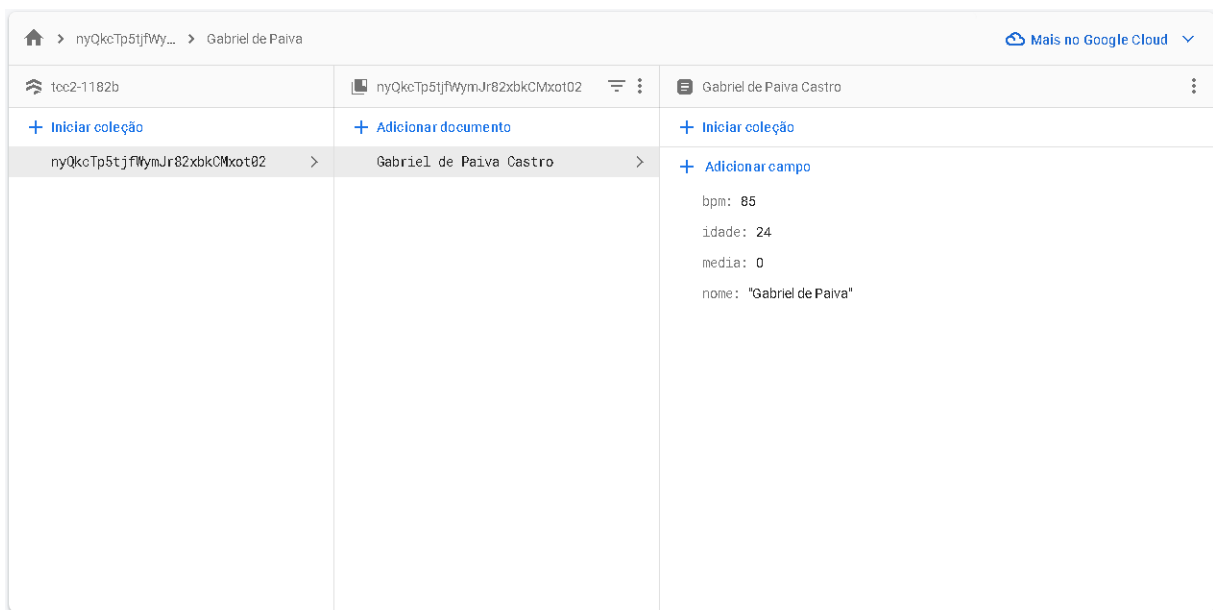 nyQkcTp5tjfWy... > Gabriel de Paiva
Mais no Google Cloud
tcc2-1182b
nyQkcTp5tjfWymJr82xbkCMxot02
Gabriel de Paiva Castro
+ Iniciar coleção
+ Adicionar documento
+ Iniciar coleção
nyQkcTp5tjfWymJr82xbkCMxot02 >
Gabriel de Paiva Castro >
+ Adicionar campo
bpm: 85
idade: 24
media: 0
nome: "Gabriel de Paiva"